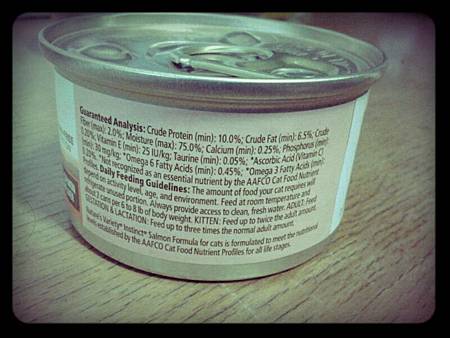 Guaranteed Analysis: Crude Protein (min): 10.0%; Crude Fat (min): 6.5%; Crude
Fiber (max): 2.0%; Moisture (max): 75.0%; Calcium (min): 0.25%; Phosphorus (min):
0.20%; Vitamin E (min): 25 IU/kg; Taurine (min): 0.05%; *Ascorbic Acid (Vitamin C)
(min): 30 mg/kg; *Omega 6 Fatty Acids (min): 0.45%; *Omega 3 Fatty Acids (min):
0.20%. *Not recognized as an essential nutrient by the AAFCO Cat Food Nutrient
Profiles. Daily Feeding Guidelines: The amount of food your cat requires will
depend on activity level, age, and environment. Feed at room temperature and
refrigerate unused portion. Always provide access to clean, fresh water. ADULT: Feed
about 7 cans per 6 to 8 lb of body weight. KITTEN: Feed up to twice the adult amount.
GESTATION & LACTATION: Feed up to three times the normal adult amount.
Nature's Variety® Instinct® Salmon Formula for cats is formulated to meet the nutritional
levels established by the AAFCO Cat Food Nutrient Profiles for all life stages.